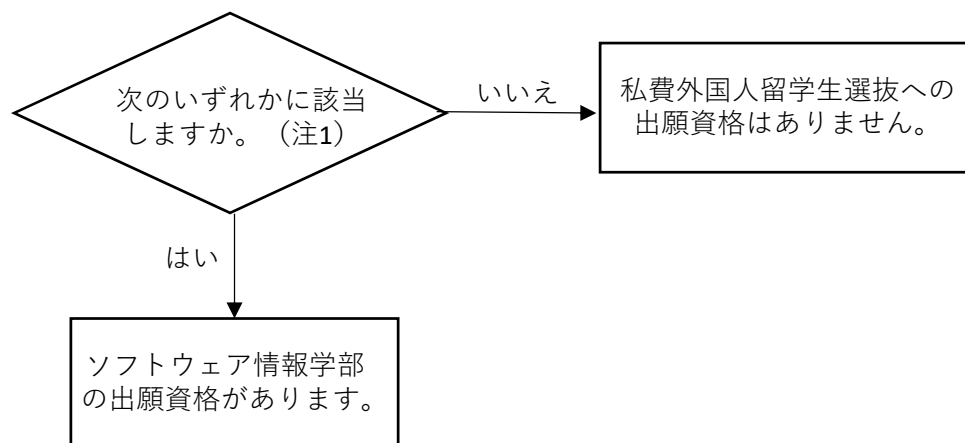 次のいずれかに該当
しますか。（注1）
いいえ
私費外国人留学生選抜への
出願資格はありません。
はい
ソフトウェア情報学部
の出願資格があります。